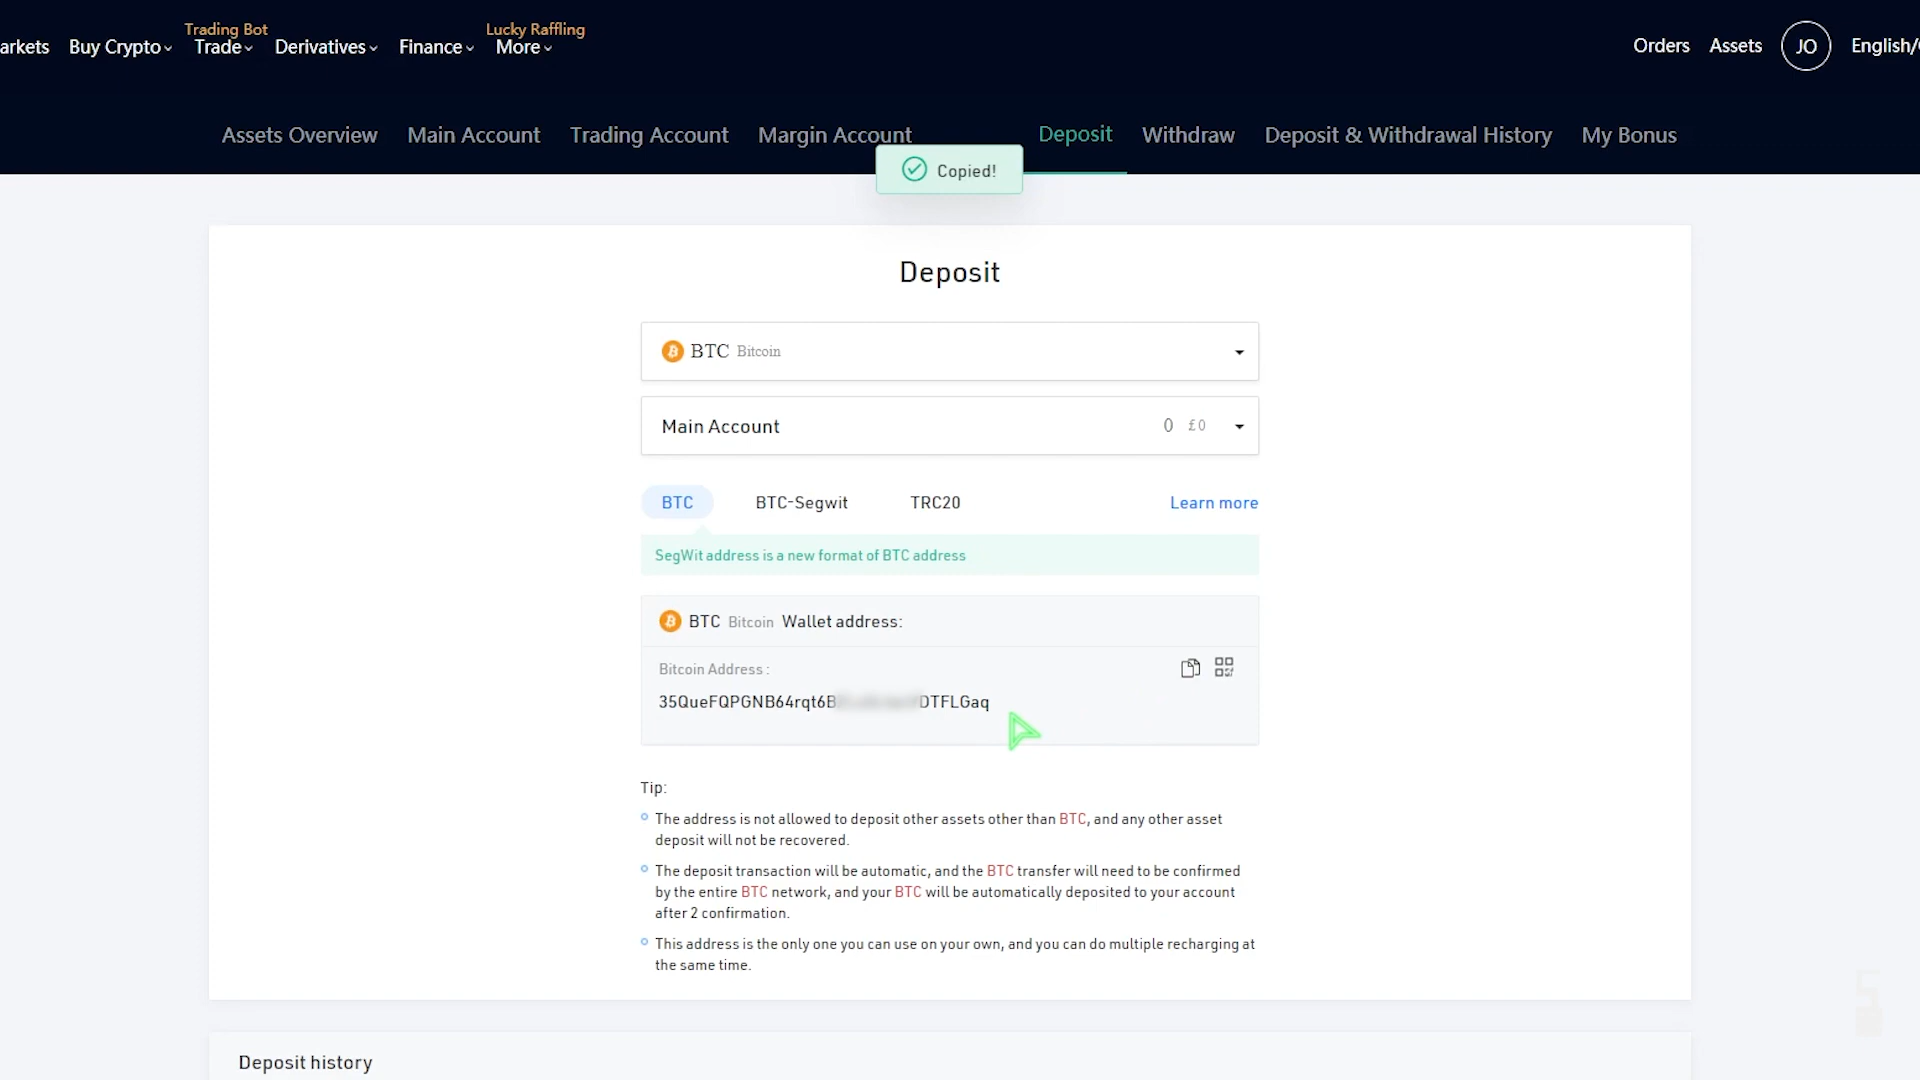 Trading Bot
Lucky Raffling
arkets Buy Crypto Trade Derivatives Finance More Orders Assets JO English/
Assets Overview Main Account Trading Account Margin Account Deposit Withdraw Deposit & Withdrawal History My Bonus
Copied!
Deposit
BTC Bitcoin
Main Account 0 £0
BTC BTC-Segwit TRC20 Learn more
SegWit address is a new format of BTC address
BTC Bitcoin Wallet address:
Bitcoin Address :
35QueFQPGNB64rqt6B DTFLGaq
Tip:
The address is not allowed to deposit other assets other than BTC, and any other asset
deposit will not be recovered.
The deposit transaction will be automatic, and the BTC transfer will need to be confirmed
by the entire BTC network, and your BTC will be automatically deposited to your account
after 2 confirmation.
This address is the only one you can use on your own, and you can do multiple recharging at
the same time.
Deposit history